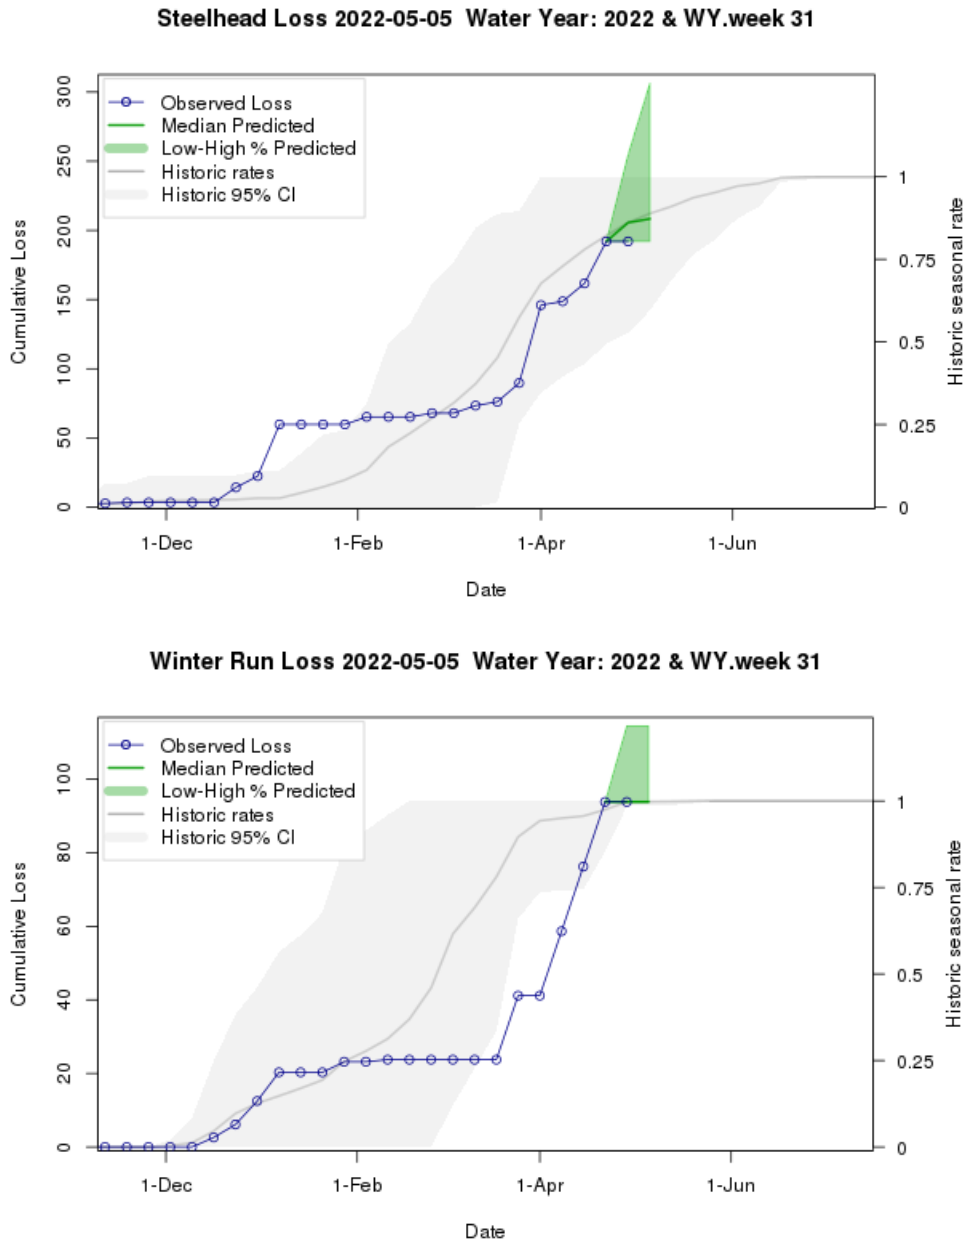 Steelhead Loss 2022-05-05 Water Year: 2022 & WY.week 31
Observed Loss
Median Predicted
Low-High % Predicted
Historic rates
Historic 95% CI
Cumulative Loss
300
250
200
150
100
50
0
1
0.75
0.5
0.25
0
Historic seasonal rate
1-Dec 1-Feb 1-Apr 1-Jun
Date
Winter Run Loss 2022-05-05 Water Year: 2022 & WY.week 31
Observed Loss
Median Predicted
Low-High % Predicted
Historic rates
Historic 95% CI
Cumulative Loss
100
80
60
40
20
0
1
0.75
0.5
0.25
0
Historic seasonal rate
1-Dec 1-Feb 1-Apr 1-Jun
Date